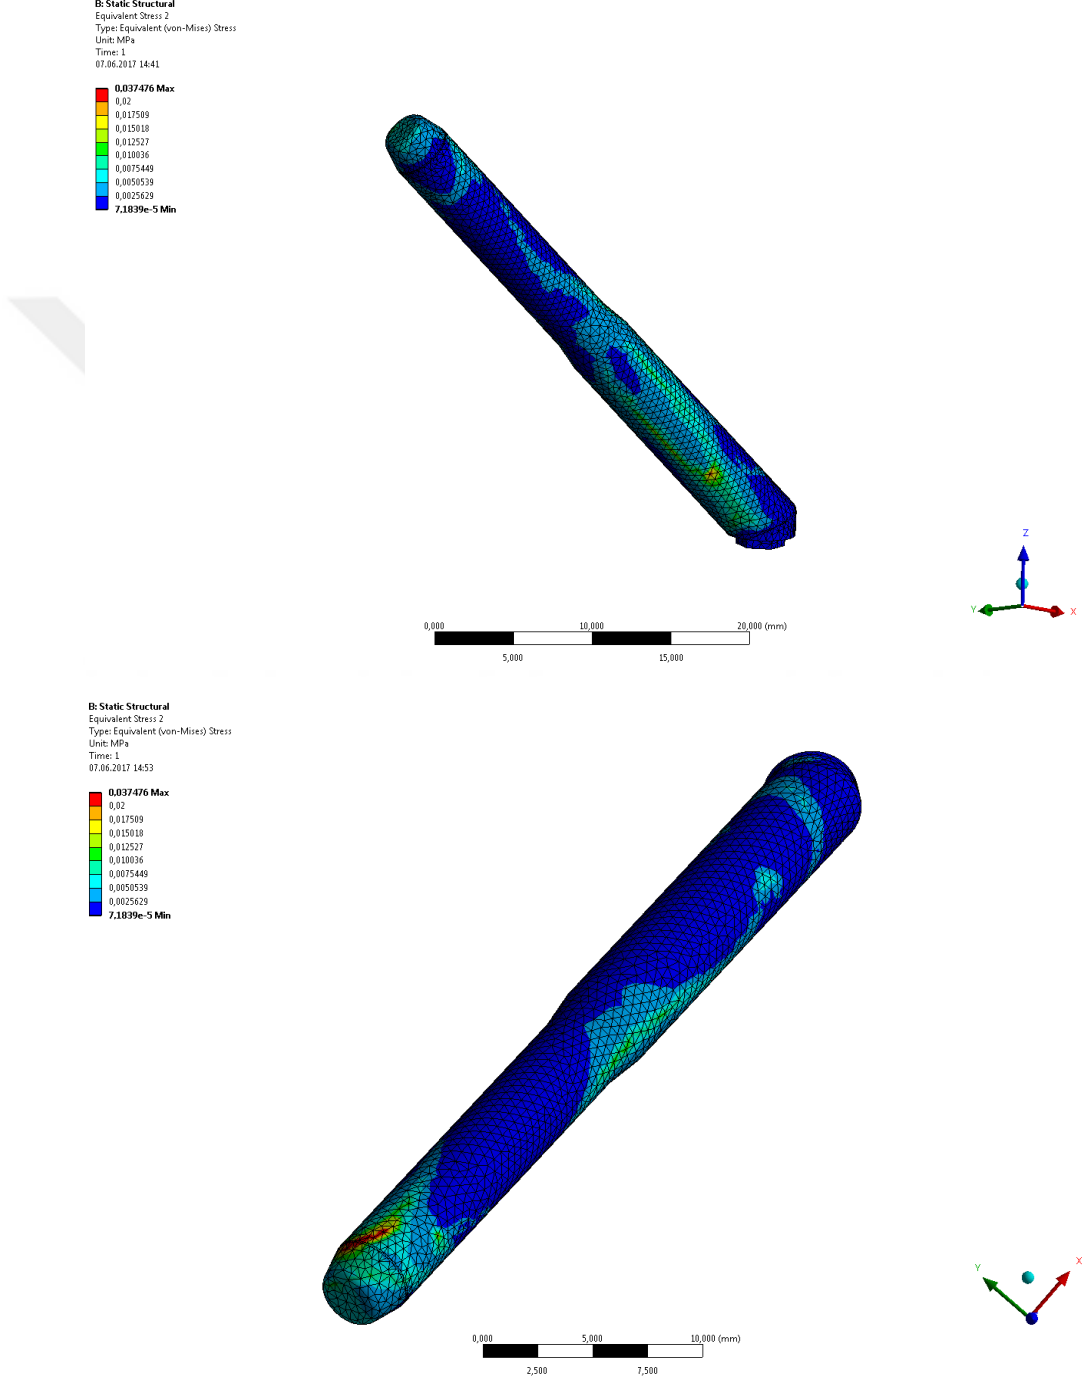 B: Static Structural
Equivalent Stress 2
Type: Equivalent (von-Mises) Stress
Unit: MPa
Time: 1
07.06.2017 14:41
0,037476 Max
0,02
0,017509
0,015018
0,012527
0,010036
0,0075449
0,0050539
0,0025629
7,1839e-5 Min
Z
Y
X
0,000 10,000 20,000 (mm)
5,000 15,000
B: Static Structural
Equivalent Stress 2
Type: Equivalent (von-Mises) Stress
Unit: MPa
Time: 1
07.06.2017 14:53
0,037476 Max
0,02
0,017509
0,015018
0,012527
0,010036
0,0075449
0,0050539
0,0025629
7,1839e-5 Min
Y X
0,000 5,000 10,000 (mm)
2,500 7,500